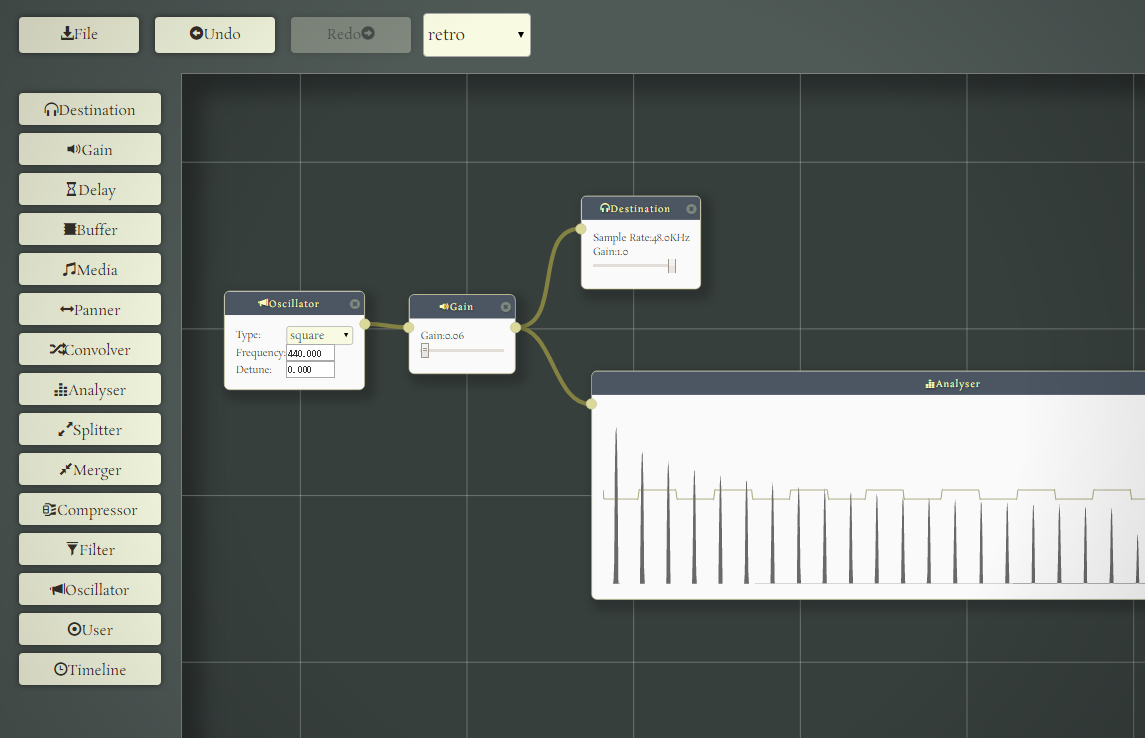 File
Undo
Redo
retro
Destination
Gain
Delay
Buffer
Media
Panner
Convolver
Analyser
Splitter
Merger
Compressor
Filter
Oscillator
User
Timeline
Destination
Sample Rate:48.0KHz
Gain:1.0
Oscillator
Type: square
Frequency: 440.000
Detune: 0.000
Gain
Gain:0.06
Analyser